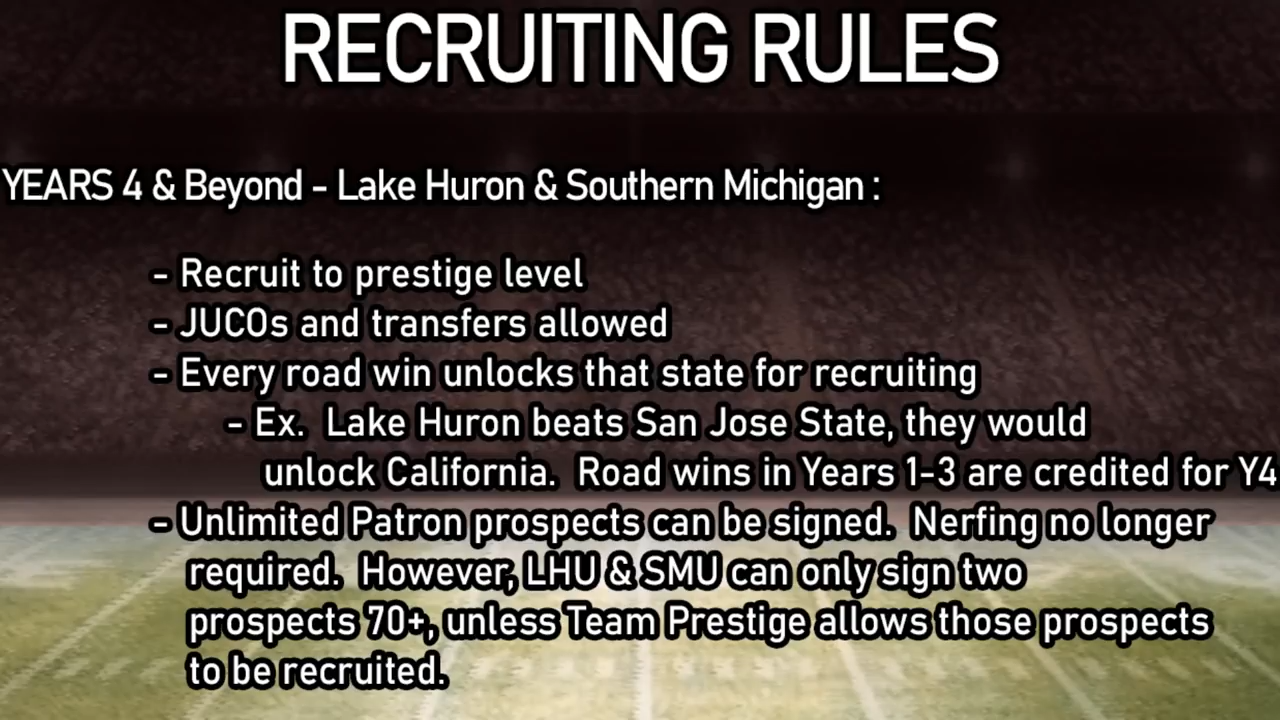 RECRUITING RULES
YEARS 4 & Beyond - Lake Huron & Southern Michigan :
- Recruit to prestige level
- JUCOs and transfers allowed
- Every road win unlocks that state for recruiting
- Ex.  Lake Huron beats San Jose State, they would
unlock California.  Road wins in Years 1-3 are credited for Y4
- Unlimited Patron prospects can be signed.  Nerfing no longer
required.  However, LHU & SMU can only sign two
prospects 70+, unless Team Prestige allows those prospects
to be recruited.